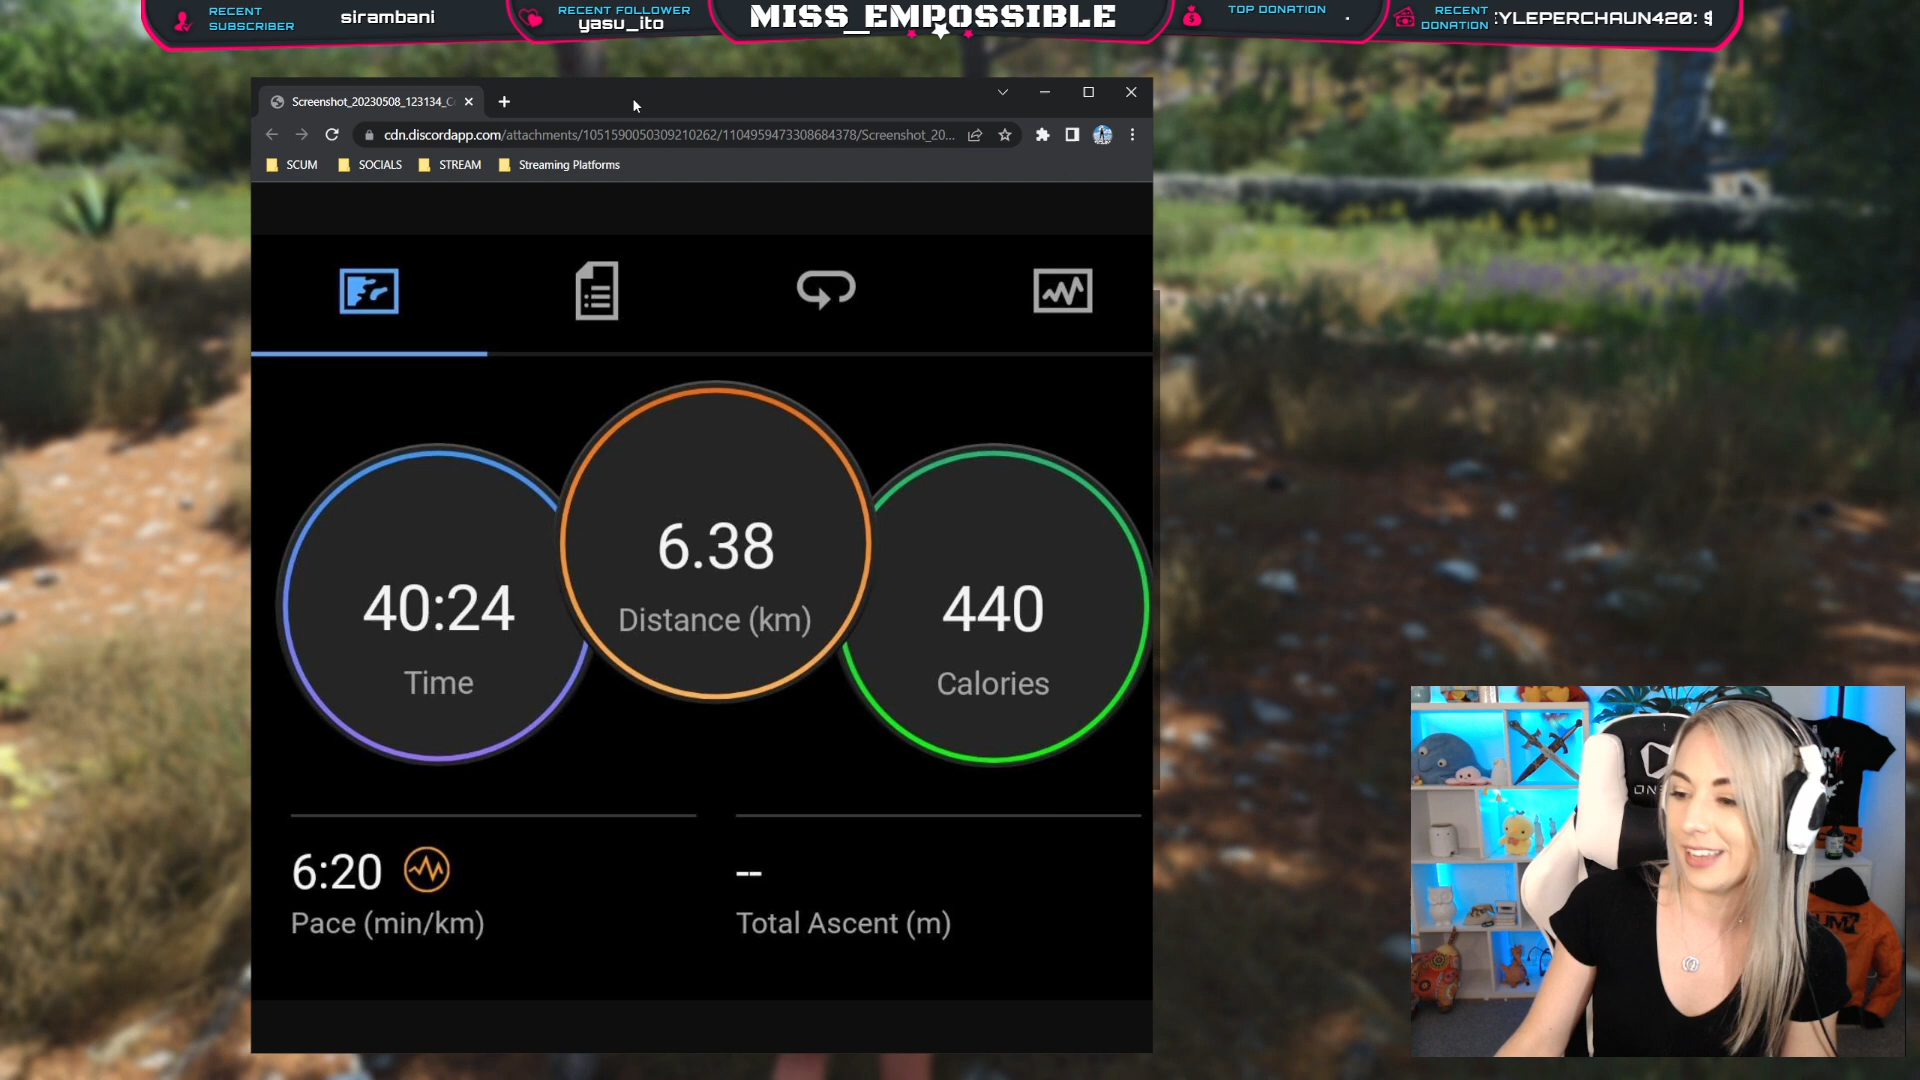 RECENT SUBSCRIBER
sirambani
RECENT FOLLOWER
yasu_ito
MISS_EMPOSSIBLE
TOP DONATION
.
RECENT DONATION
:YLEPERCHAUN420: $
Screenshot_20230508_123134_C
cdn.discordapp.com/attachments/1051590050309210262/1104959473308684378/Screenshot_20...
SCUM
SOCIALS
STREAM
Streaming Platforms
6.38
Distance (km)
40:24
Time
440
Calories
6:20
Pace (min/km)
--
Total Ascent (m)